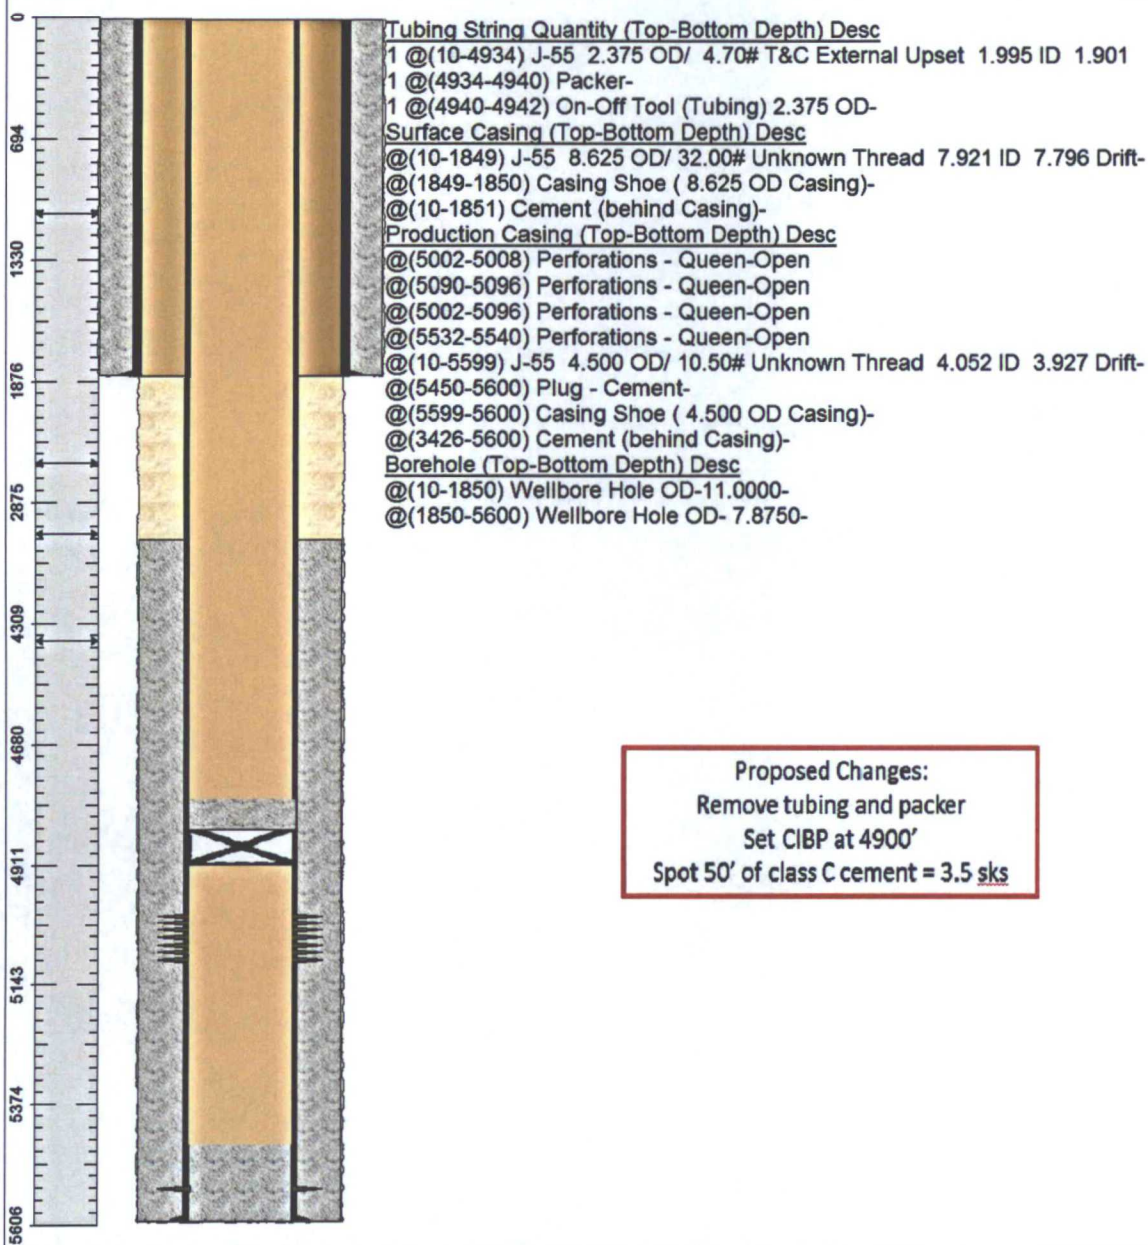 0
694
1330
1876
2875
4309
4680
4911
5143
5374
5606
Tubing String Quantity (Top-Bottom Depth) Desc
1 @(10-4934) J-55 2.375 OD/ 4.70# T&C External Upset 1.995 ID 1.901
1 @(4934-4940) Packer-
1 @(4940-4942) On-Off Tool (Tubing) 2.375 OD-
Surface Casing (Top-Bottom Depth) Desc
@(10-1849) J-55 8.625 OD/ 32.00# Unknown Thread 7.921 ID 7.796 Drift-
@(1849-1850) Casing Shoe ( 8.625 OD Casing)-
@(10-1851) Cement (behind Casing)-
Production Casing (Top-Bottom Depth) Desc
@(5002-5008) Perforations - Queen-Open
@(5090-5096) Perforations - Queen-Open
@(5002-5096) Perforations - Queen-Open
@(5532-5540) Perforations - Queen-Open
@(10-5599) J-55 4.500 OD/ 10.50# Unknown Thread 4.052 ID 3.927 Drift-
@(5450-5600) Plug - Cement-
@(5599-5600) Casing Shoe ( 4.500 OD Casing)-
@(3426-5600) Cement (behind Casing)-
Borehole (Top-Bottom Depth) Desc
@(10-1850) Wellbore Hole OD-11.0000-
@(1850-5600) Wellbore Hole OD- 7.8750-
Proposed Changes:
Remove tubing and packer
Set CIBP at 4900'
Spot 50' of class C cement = 3.5 sks